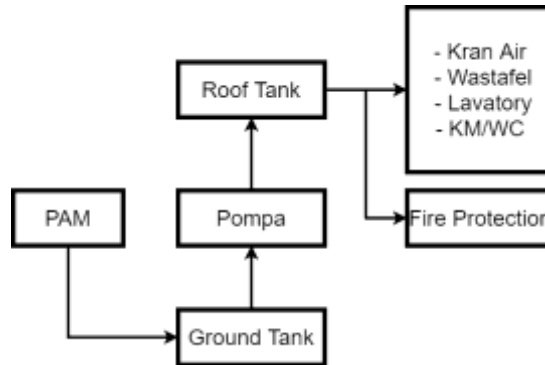 - Kran Air
- Wastafel
- Lavatory
- KM/WC
Roof Tank
PAM
Pompa
Fire Protection
Ground Tank